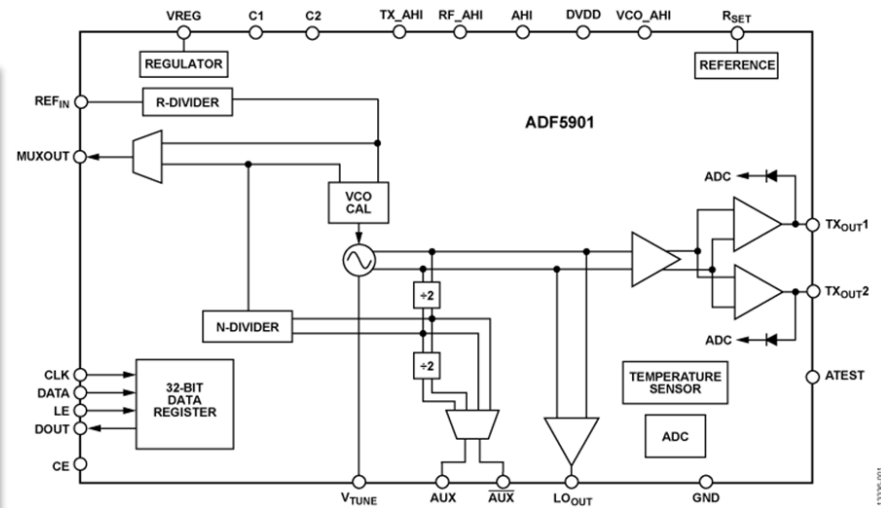 VREG C1 C2 TX_AHI RF_AHI AHI DVDD VCO_AHI RSET
REGULATOR
REFERENCE
REFIN
R-DIVIDER
ADF5901
MUXOUT
ADC
VCO
CAL
TXOUT1
÷2
TXOUT2
N-DIVIDER
ADC
÷2
CLK
DATA
LE
DOUT
CE
32-BIT
DATA
REGISTER
TEMPERATURE
SENSOR
ATEST
ADC
VTUNE AUX AUX LOOUT GND
13336-001